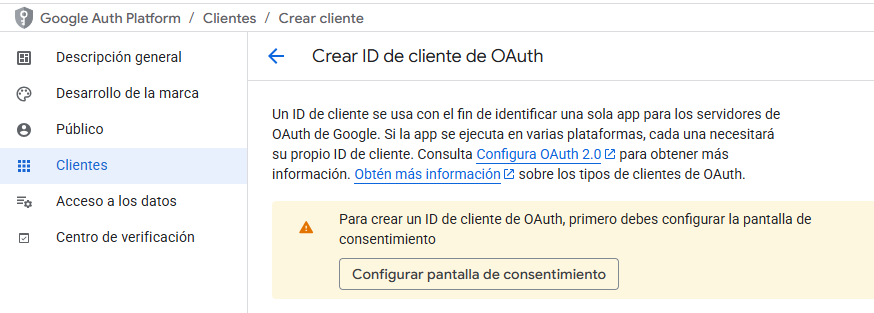 Google Auth Platform / Clientes / Crear cliente
Descripción general
Desarrollo de la marca
Público
Clientes
Acceso a los datos
Centro de verificación
Crear ID de cliente de OAuth
Un ID de cliente se usa con el fin de identificar una sola app para los servidores de
OAuth de Google. Si la app se ejecuta en varias plataformas, cada una necesitará
su propio ID de cliente. Consulta Configura OAuth 2.0 para obtener más
información. Obtén más información sobre los tipos de clientes de OAuth.
Para crear un ID de cliente de OAuth, primero debes configurar la pantalla de
consentimiento
Configurar pantalla de consentimiento